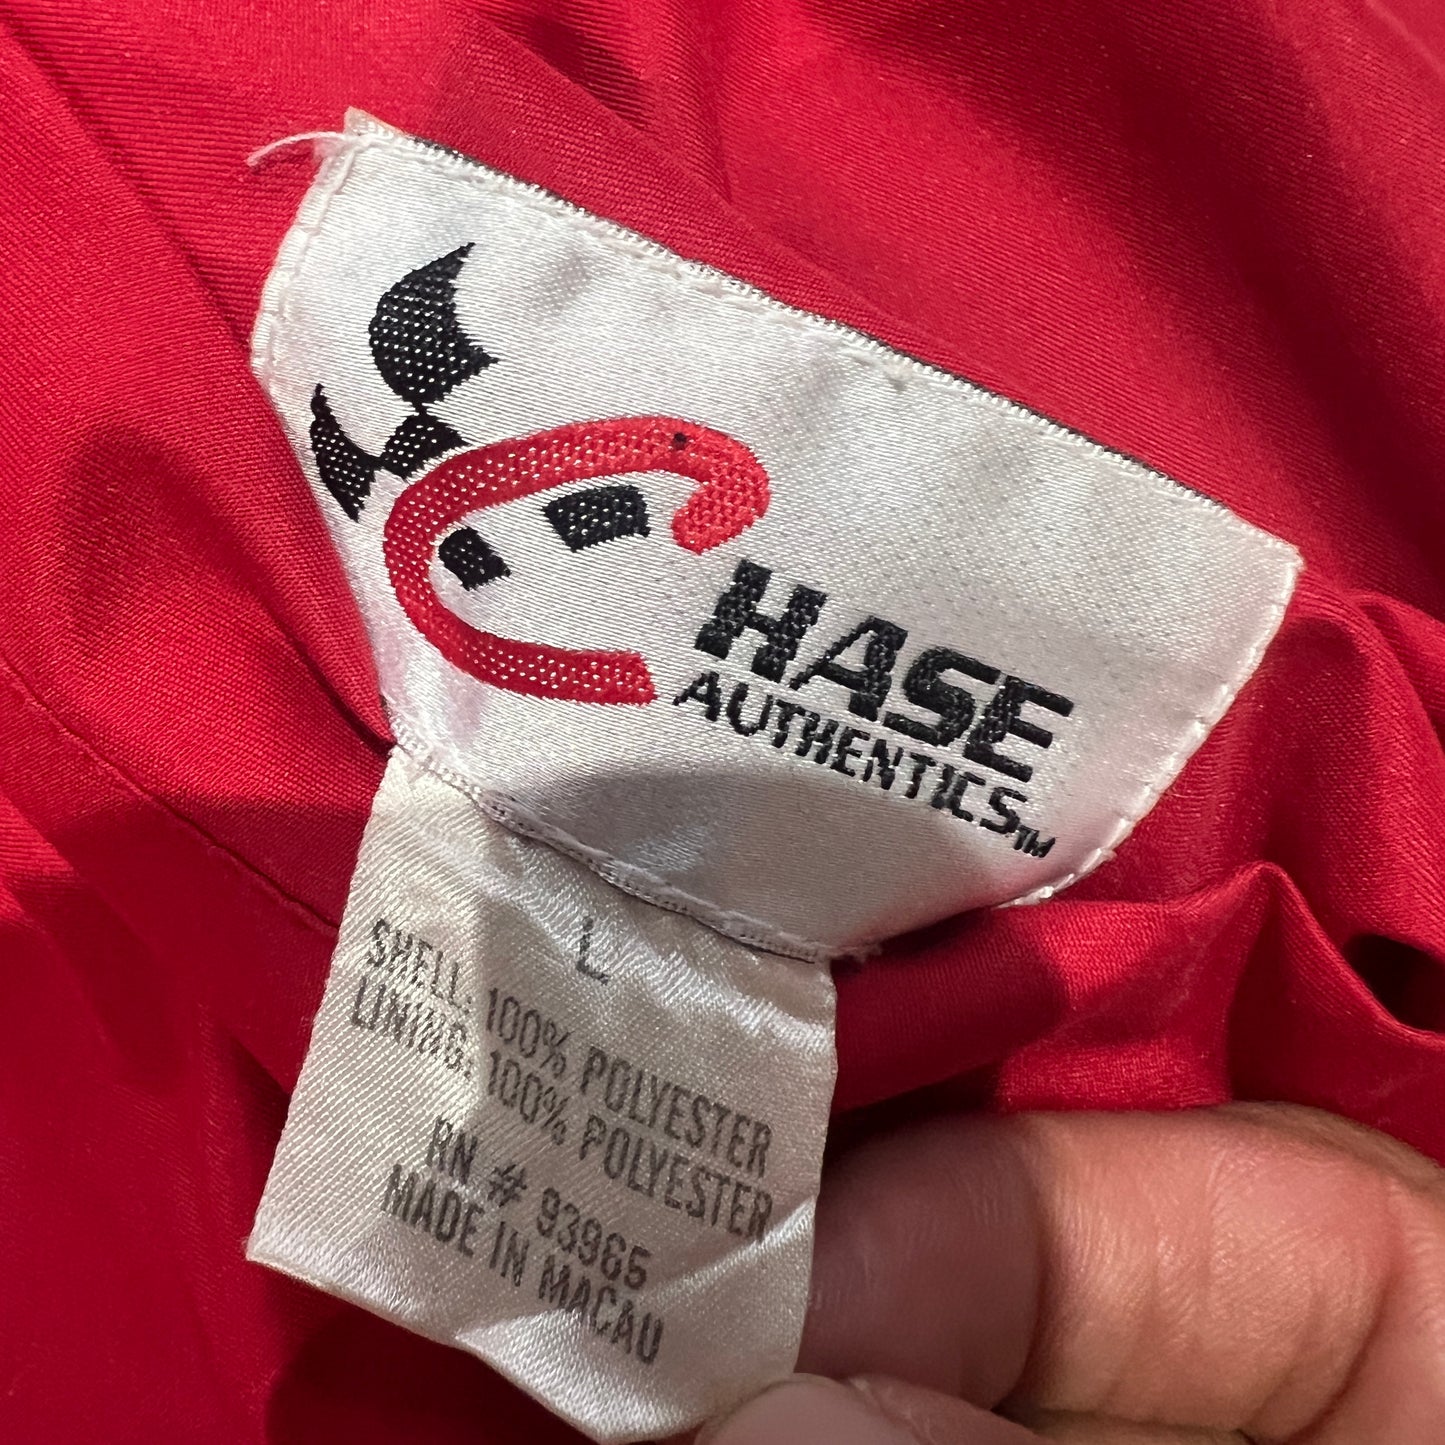 CHASE
AUTHENTICS™
L
SHELL: 100% POLYESTER
LINING: 100% POLYESTER
RN # 93965
MADE IN MACAU